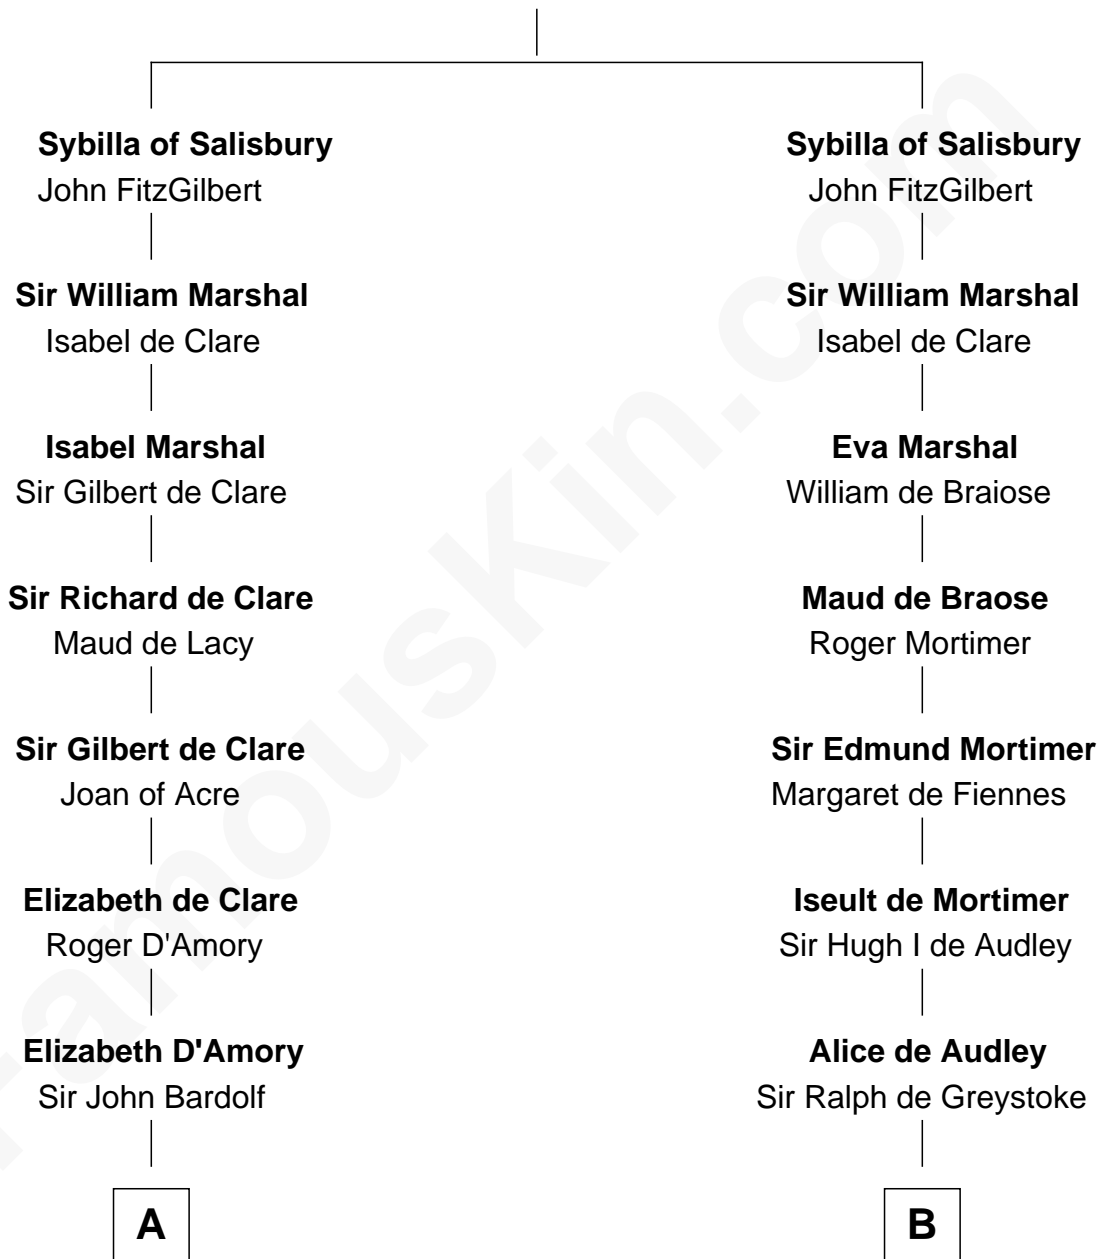 Sybilla of Salisbury
John FitzGilbert
Sir William Marshal
Isabel de Clare
Isabel Marshal
Sir Gilbert de Clare
Sir Richard de Clare
Maud de Lacy
Sir Gilbert de Clare
Joan of Acre
Elizabeth de Clare
Roger D'Amory
Elizabeth D'Amory
Sir John Bardolf
A
Sybilla of Salisbury
John FitzGilbert
Sir William Marshal
Isabel de Clare
Eva Marshal
William de Braiose
Maud de Braose
Roger Mortimer
Sir Edmund Mortimer
Margaret de Fiennes
Iseult de Mortimer
Sir Hugh I de Audley
Alice de Audley
Sir Ralph de Greystoke
B
FamousKin.com